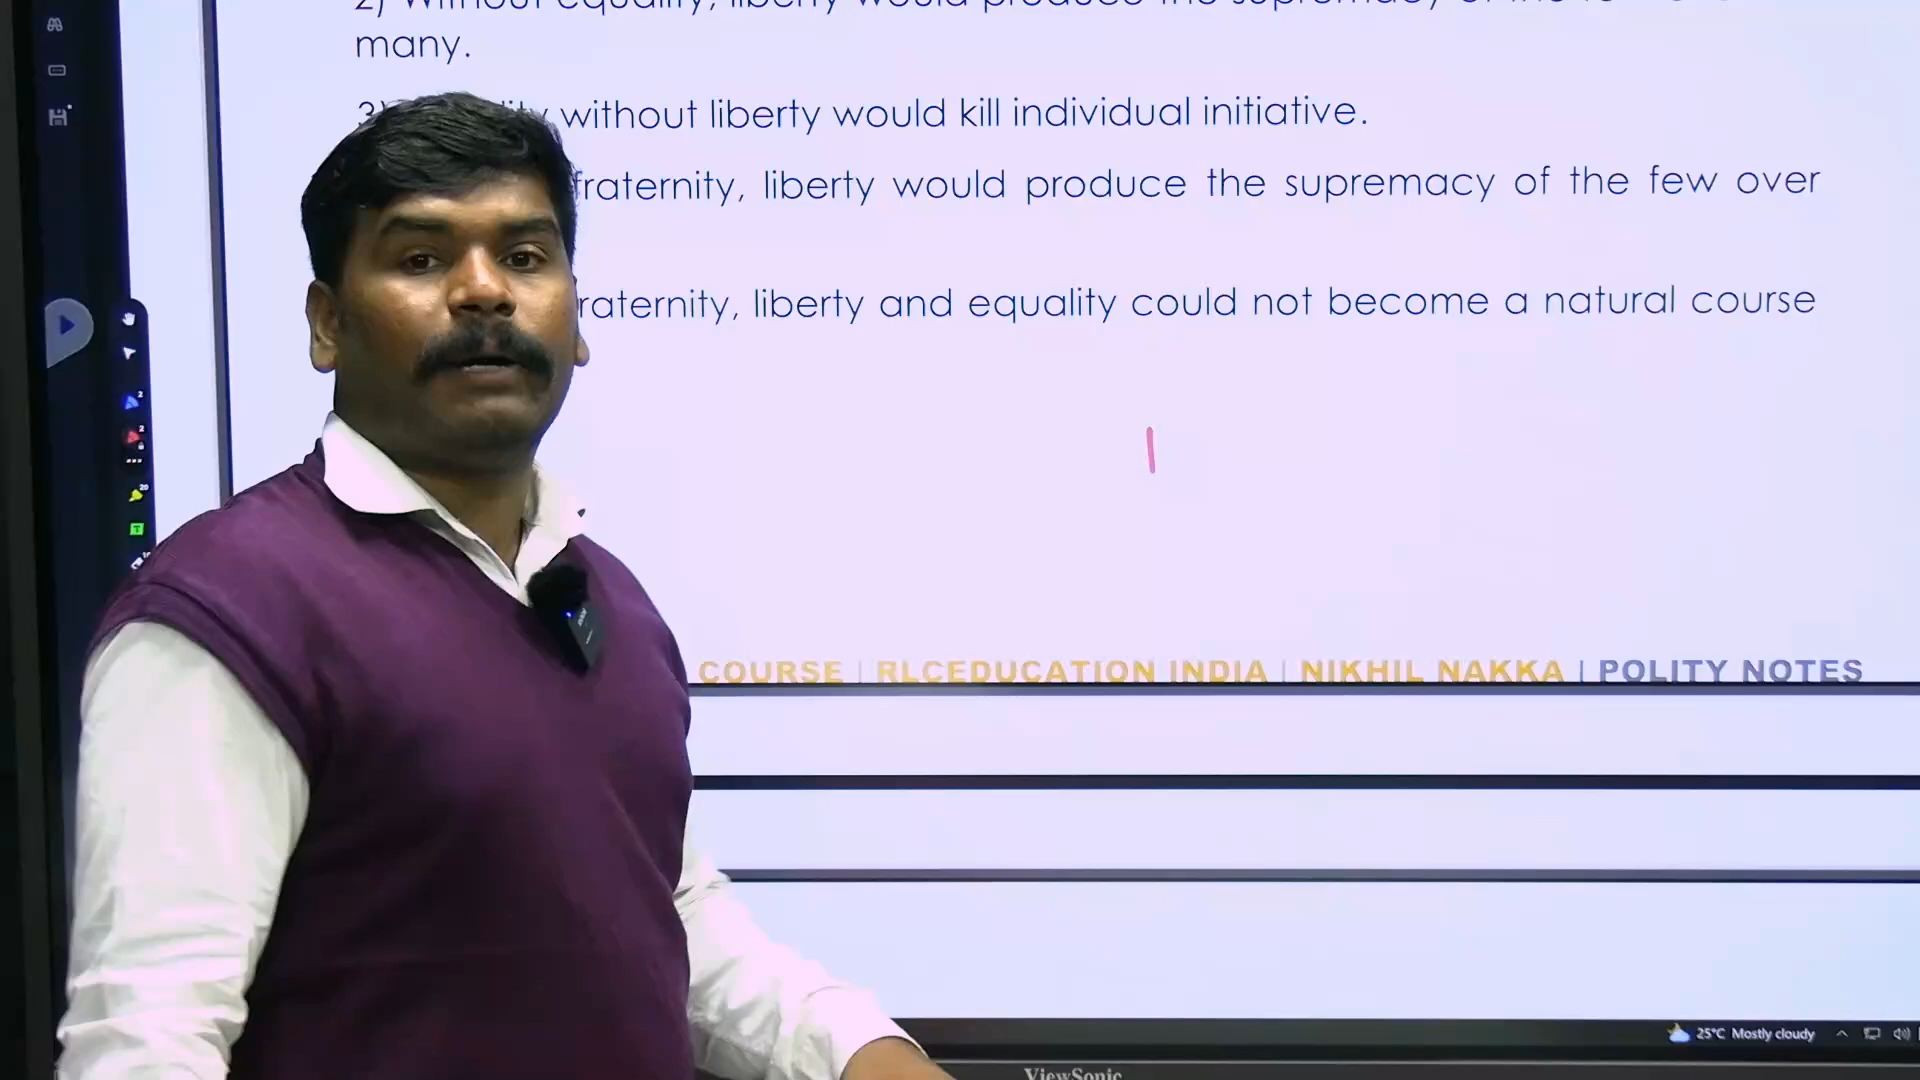 many.
without liberty would kill individual initiative.
fraternity, liberty would produce the supremacy of the few over
raternity, liberty and equality could not become a natural course
COURSE | RLCEDUCATION INDIA | NIKHIL NAKKA | POLITY NOTES
25°C Mostly cloudy
ViewSonic